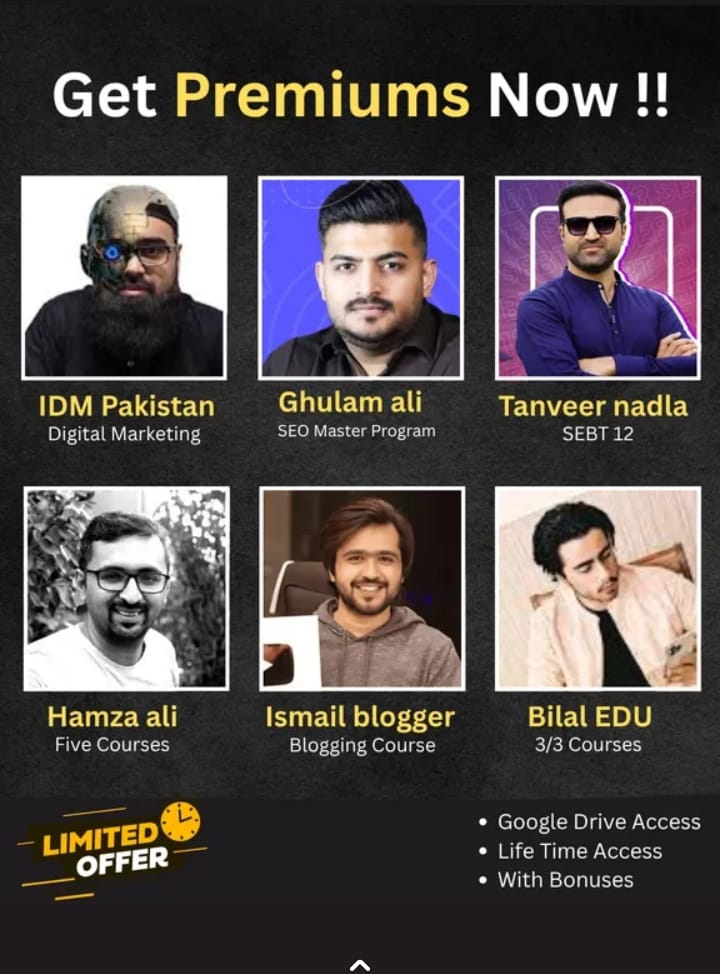 Get Premiums Now !!
IDM Pakistan
Digital Marketing
Ghulam ali
SEO Master Program
Tanveer nadla
SEBT 12
Hamza ali
Five Courses
Ismail blogger
Blogging Course
Bilal EDU
3/3 Courses
LIMITED
OFFER
• Google Drive Access
• Life Time Access
• With Bonuses